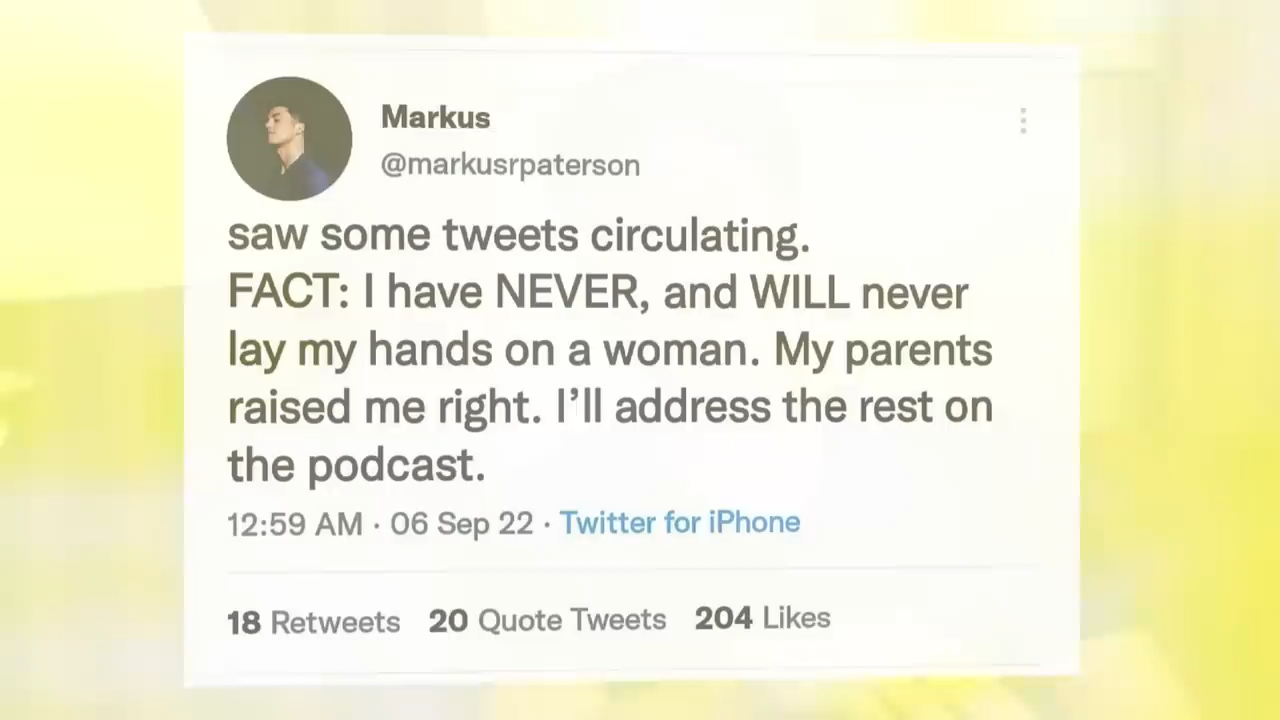 Markus
@markusrpaterson
saw some tweets circulating.
FACT: I have NEVER, and WILL never
lay my hands on a woman. My parents
raised me right. I’ll address the rest on
the podcast.
12:59 AM · 06 Sep 22 · Twitter for iPhone
18 Retweets 20 Quote Tweets 204 Likes